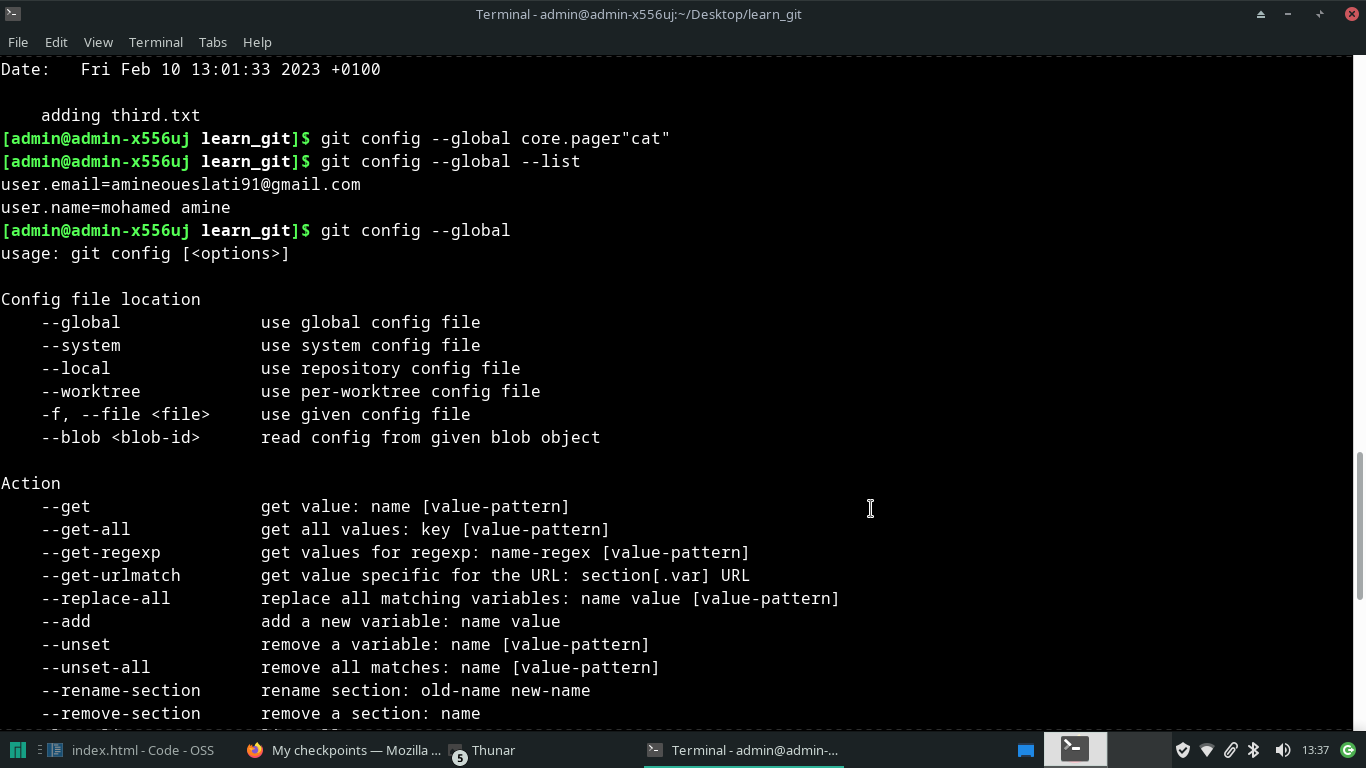 Terminal - admin@admin-x556uj:~/Desktop/learn_git
File Edit View Terminal Tabs Help
Date:   Fri Feb 10 13:01:33 2023 +0100
    adding third.txt
[admin@admin-x556uj learn_git]$ git config --global core.pager"cat"
[admin@admin-x556uj learn_git]$ git config --global --list
user.email=amineoueslati91@gmail.com
user.name=mohamed amine
[admin@admin-x556uj learn_git]$ git config --global
usage: git config [<options>]
Config file location
    --global              use global config file
    --system              use system config file
    --local               use repository config file
    --worktree            use per-worktree config file
    -f, --file <file>     use given config file
    --blob <blob-id>      read config from given blob object
Action
    --get                 get value: name [value-pattern]
    --get-all             get all values: key [value-pattern]
    --get-regexp          get values for regexp: name-regex [value-pattern]
    --get-urlmatch        get value specific for the URL: section[.var] URL
    --replace-all         replace all matching variables: name value [value-pattern]
    --add                 add a new variable: name value
    --unset               remove a variable: name [value-pattern]
    --unset-all           remove all matches: name [value-pattern]
    --rename-section      rename section: old-name new-name
    --remove-section      remove a section: name
index.html - Code - OSS My checkpoints — Mozilla ... 5 Thunar Terminal - admin@admin-... 13:37